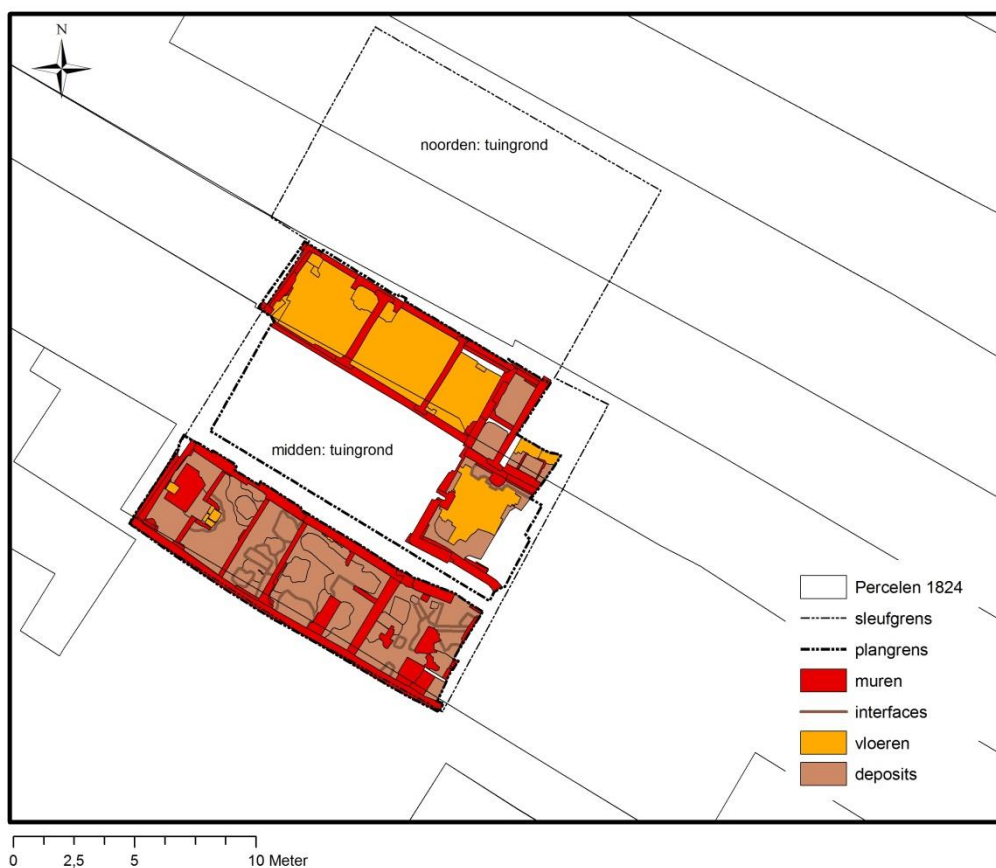 N
noorden: tuingrond
midden: tuingrond
Percelen 1824
sleufgrens
plangrens
muren
interfaces
vloeren
deposits
0 2,5 5 10 Meter